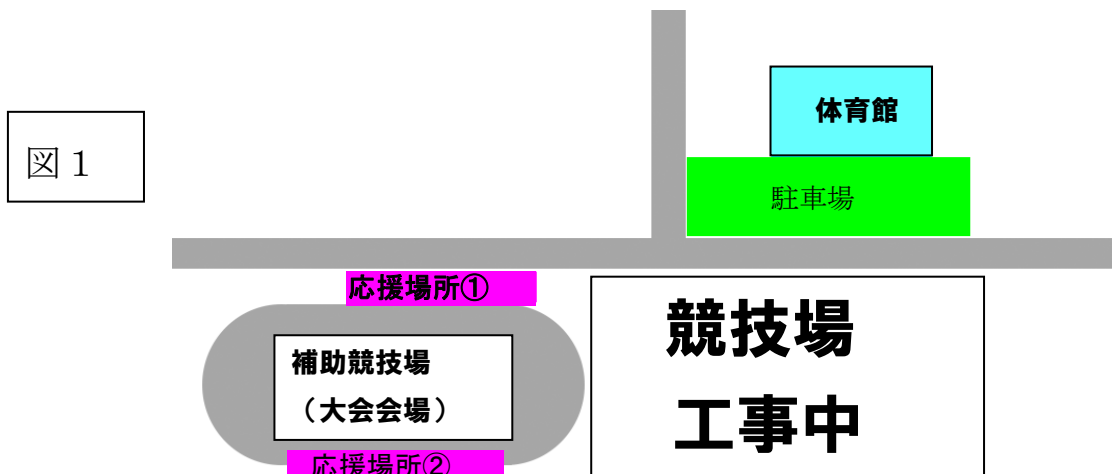 体育館
図１
駐車場
応援場所①
競技場
工事中
補助競技場
（大会会場）
応援場所②